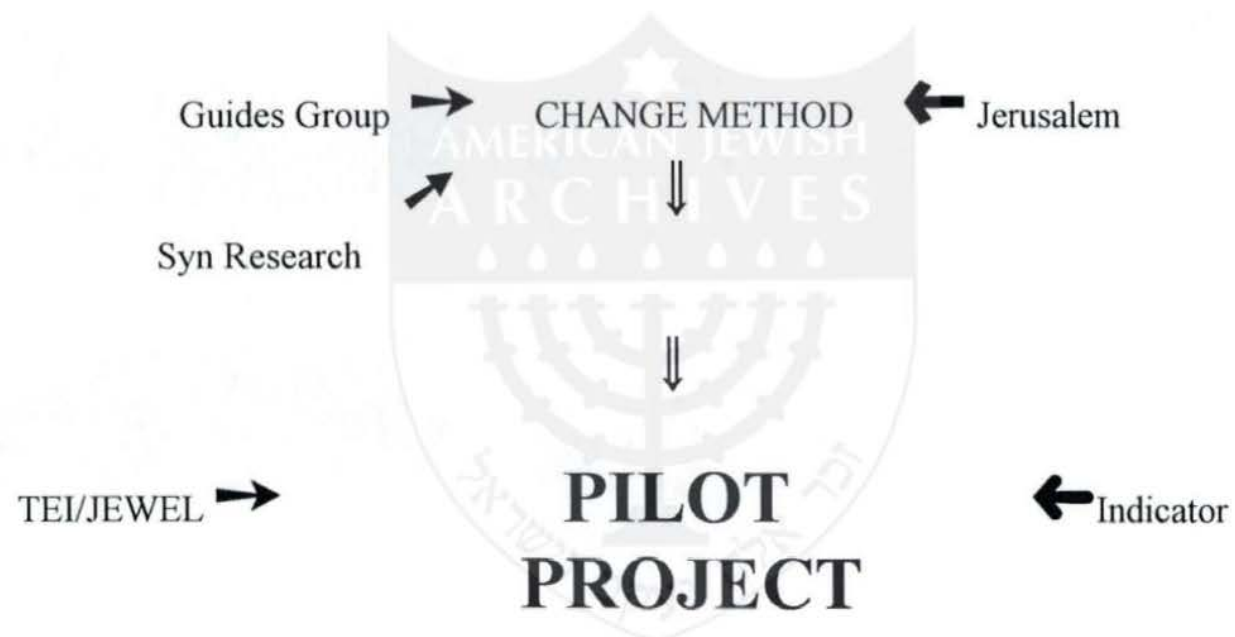 Guides Group CHANGE METHOD Jerusalem
AMERICAN JEWISH
ARCHIVES
Syn Research
TEI/JEWEL PILOT Indicator
PROJECT